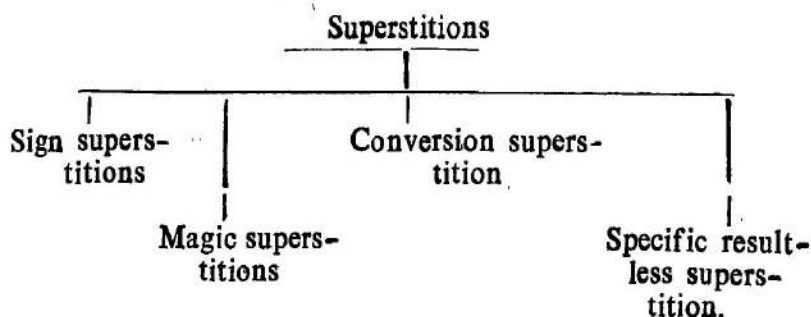 Superstitions
Sign supers-
titions
Conversion supers-
tition
Magic supers-
titions
Specific result-
less supers-
tition.